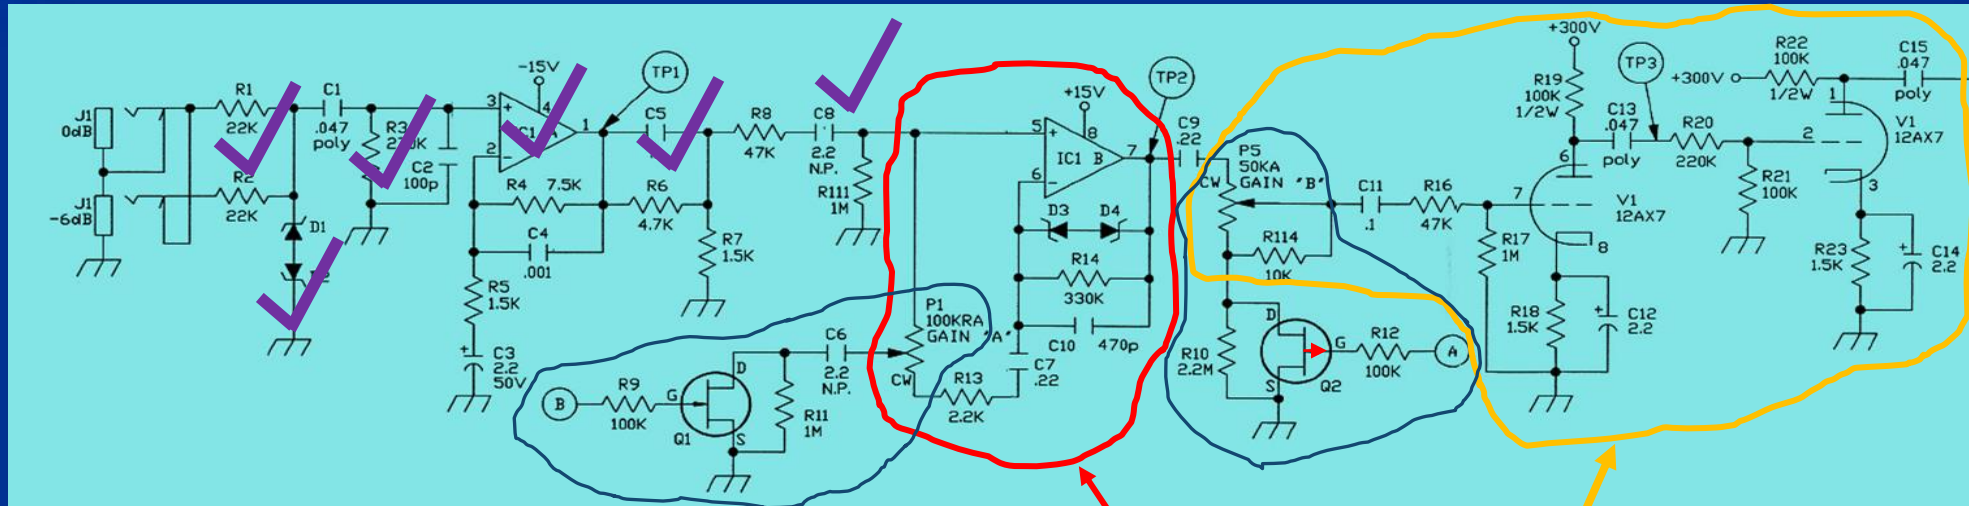 J1
0dB
J1
-6dB
R1
22K
R2
22K
D1
C1
.047
poly
R3
C2
100p
-15V
3
+
4
2
-
1
TP1
R4 7.5K
C4
.001
R5
1.5K
C3
+
2.2
50V
C5
R6
4.7K
R7
1.5K
R8
47K
C8
2.2
N.P.
R111
1M
B
R9
100K
G
D
S
Q1
R11
1M
C6
2.2
N.P.
P1
100KRA
GAIN "A"
CW
R13
2.2K
+15V
5
+
8
IC1 B
6
-
7
TP2
D3
D4
R14
330K
C10
470p
C7
.22
C9
.22
P5
50KA
GAIN "B"
CW
R114
10K
R10
2.2M
D
G
S
Q2
R12
100K
A
C11
.1
R16
47K
R17
1M
+300V
R19
100K
1/2W
6
7
8
V1
12AX7
R18
1.5K
+
C12
2.2
C13
.047
poly
TP3
R20
220K
R21
100K
+300V
R22
100K
1/2W
1
2
3
V1
12AX7
C15
.047
poly
R23
1.5K
+
C14
2.2